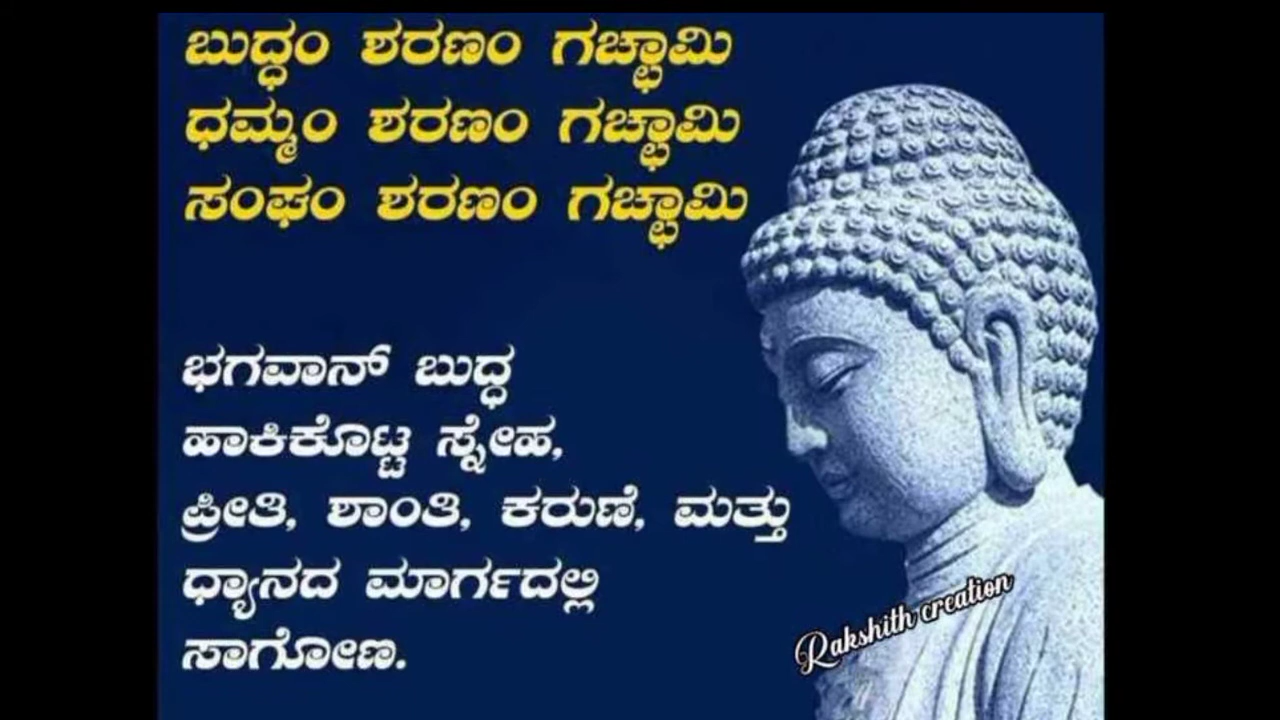 ಬುದ್ಧಂ ಶರಣಂ ಗಚ್ಛಾಮಿ
ಧಮ್ಮಂ ಶರಣಂ ಗಚ್ಛಾಮಿ
ಸಂಘಂ ಶರಣಂ ಗಚ್ಛಾಮಿ
ಭಗವಾನ್ ಬುದ್ಧ
ಹಾಕಿಕೊಟ್ಟ ಸ್ನೇಹ,
ಪ್ರೀತಿ, ಶಾಂತಿ, ಕರುಣೆ, ಮತ್ತು
ಧ್ಯಾನದ ಮಾರ್ಗದಲ್ಲಿ
ಸಾಗೋಣ.
Rakshith creation